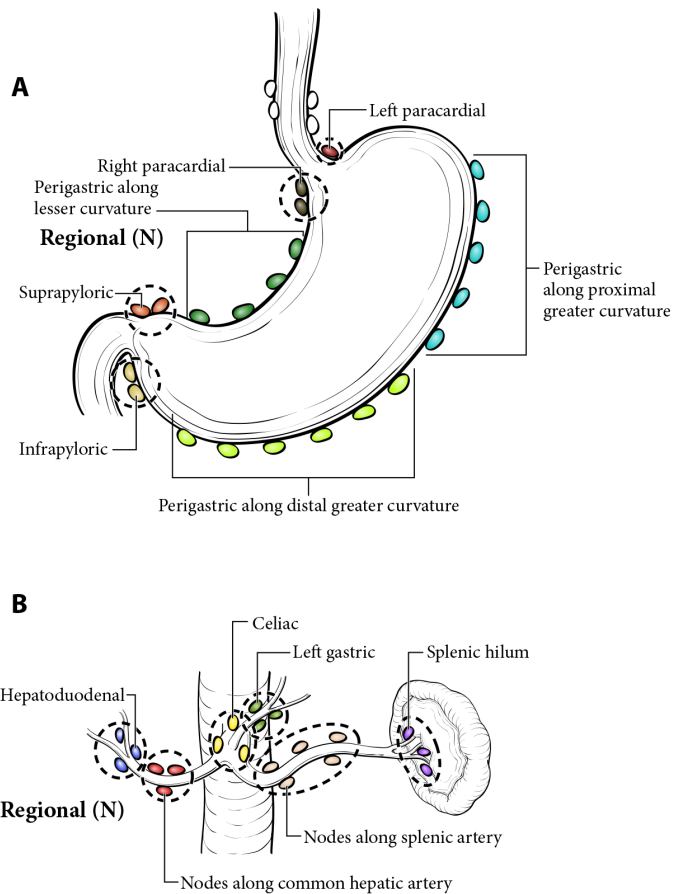 A
Left paracardial
Right paracardial
Perigastric along
lesser curvature
Regional (N)
Suprapyloric
Perigastric
along proximal
greater curvature
Infrapyloric
Perigastric along distal greater curvature
B
Celiac
Left gastric
Splenic hilum
Hepatoduodenal
Regional (N)
Nodes along splenic artery
Nodes along common hepatic artery